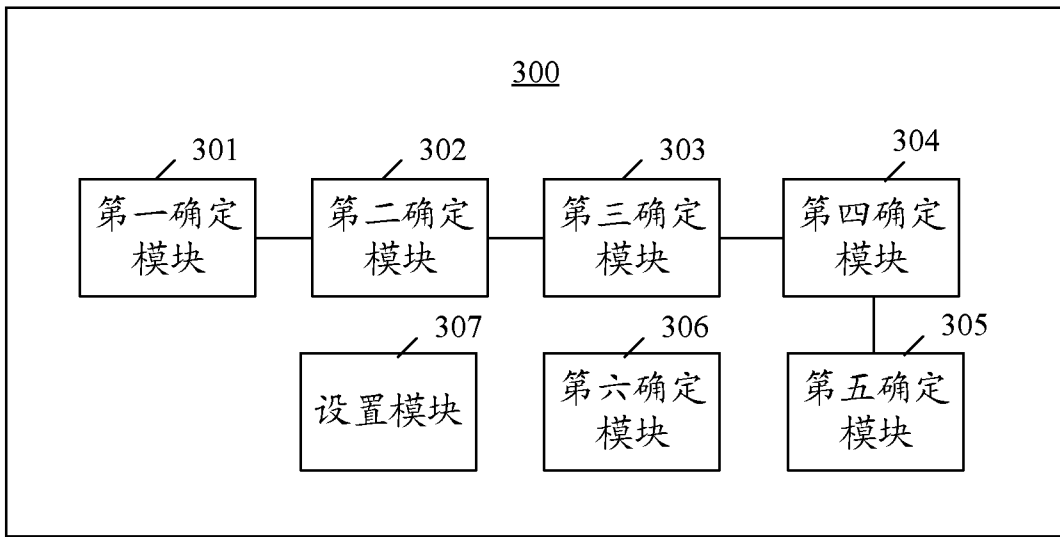 300
301
302
303
304
第一确定
模块
第二确定
模块
第三确定
模块
第四确定
模块
307
306
305
设置模块
第六确定
模块
第五确定
模块